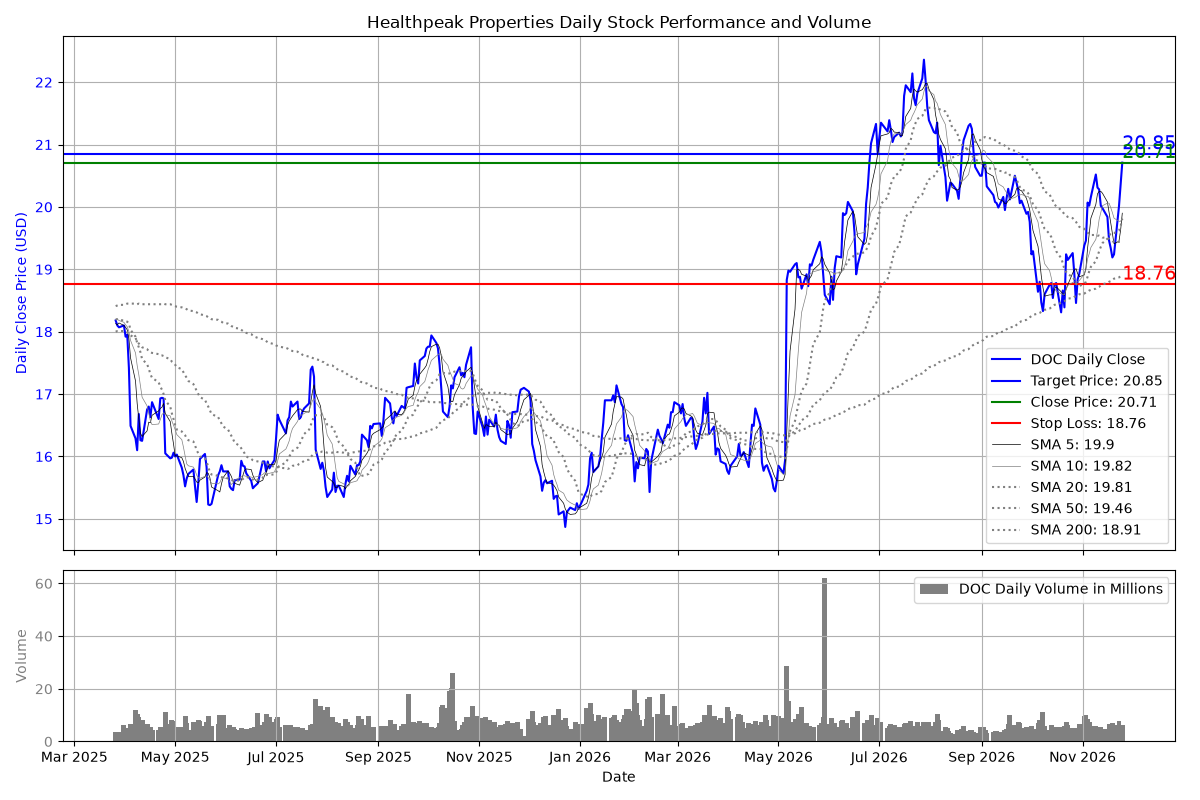 Healthpeak Properties Daily Stock Performance and Volume
Daily Close Price (USD)
22
21
20
19
18
17
16
15
20.85
20.71
18.76
DOC Daily Close
Target Price: 20.85
Close Price: 20.71
Stop Loss: 18.76
SMA 5: 19.9
SMA 10: 19.82
SMA 20: 19.81
SMA 50: 19.46
SMA 200: 18.91
Volume
60
40
20
0
DOC Daily Volume in Millions
Mar 2025 May 2025 Jul 2025 Sep 2025 Nov 2025 Jan 2026 Mar 2026 May 2026 Jul 2026 Sep 2026 Nov 2026
Date